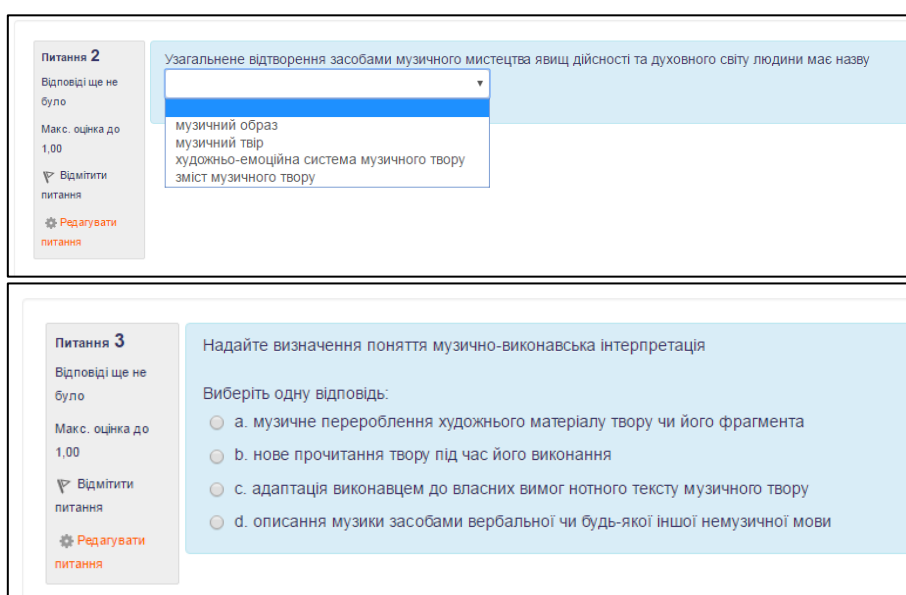 Питання 2
Відповіді ще не
було
Макс. оцінка до
1,00
Відмітити
питання
Редагувати
питання
Узагальнене відтворення засобами музичного мистецтва явищ дійсності та духовного світу людини має назву
музичний образ
музичний твір
художньо-емоційна система музичного твору
зміст музичного твору
Питання 3
Відповіді ще не
було
Макс. оцінка до
1,00
Відмітити
питання
Редагувати
питання
Надайте визначення поняття музично-виконавська інтерпретація
Виберіть одну відповідь:
a. музичне перероблення художнього матеріалу твору чи його фрагмента
b. нове прочитання твору під час його виконання
c. адаптація виконавцем до власних вимог нотного тексту музичного твору
d. описання музики засобами вербальної чи будь-якої іншої немузичної мови